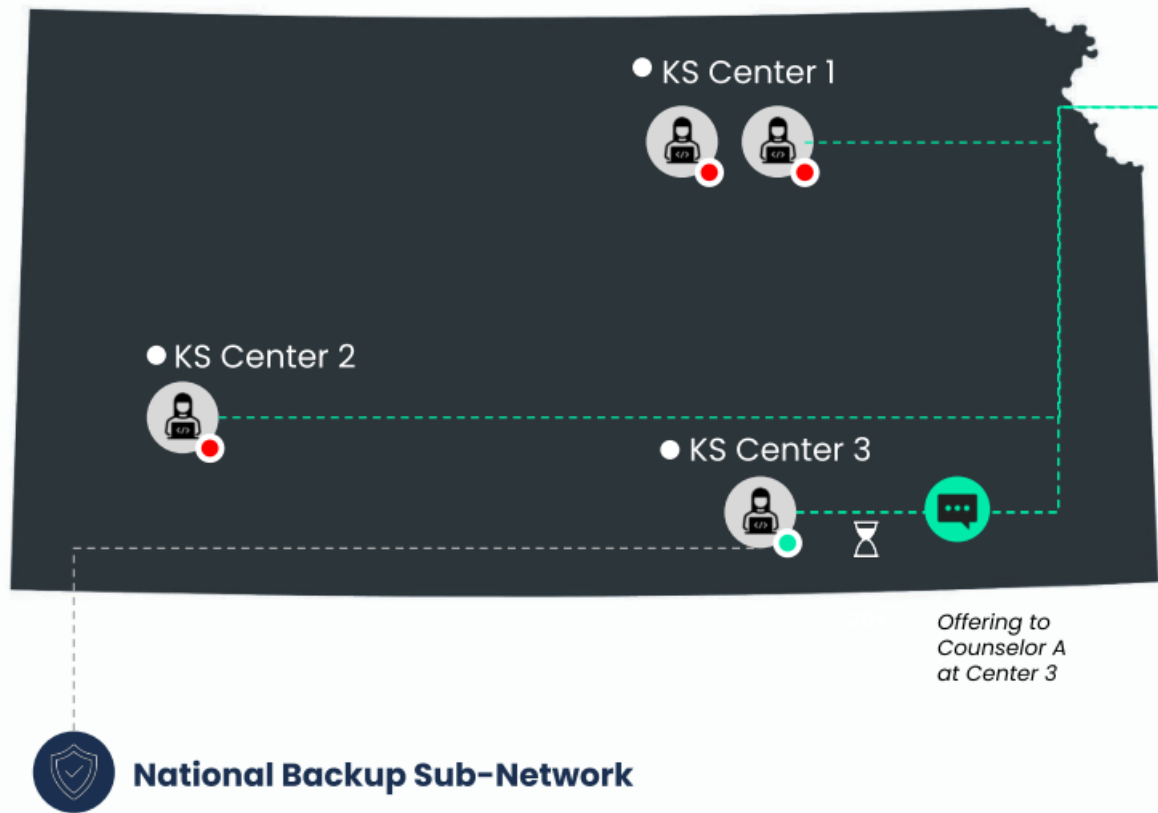 KS Center 1
KS Center 2
KS Center 3
Offering to
Counselor A
at Center 3
National Backup Sub-Network